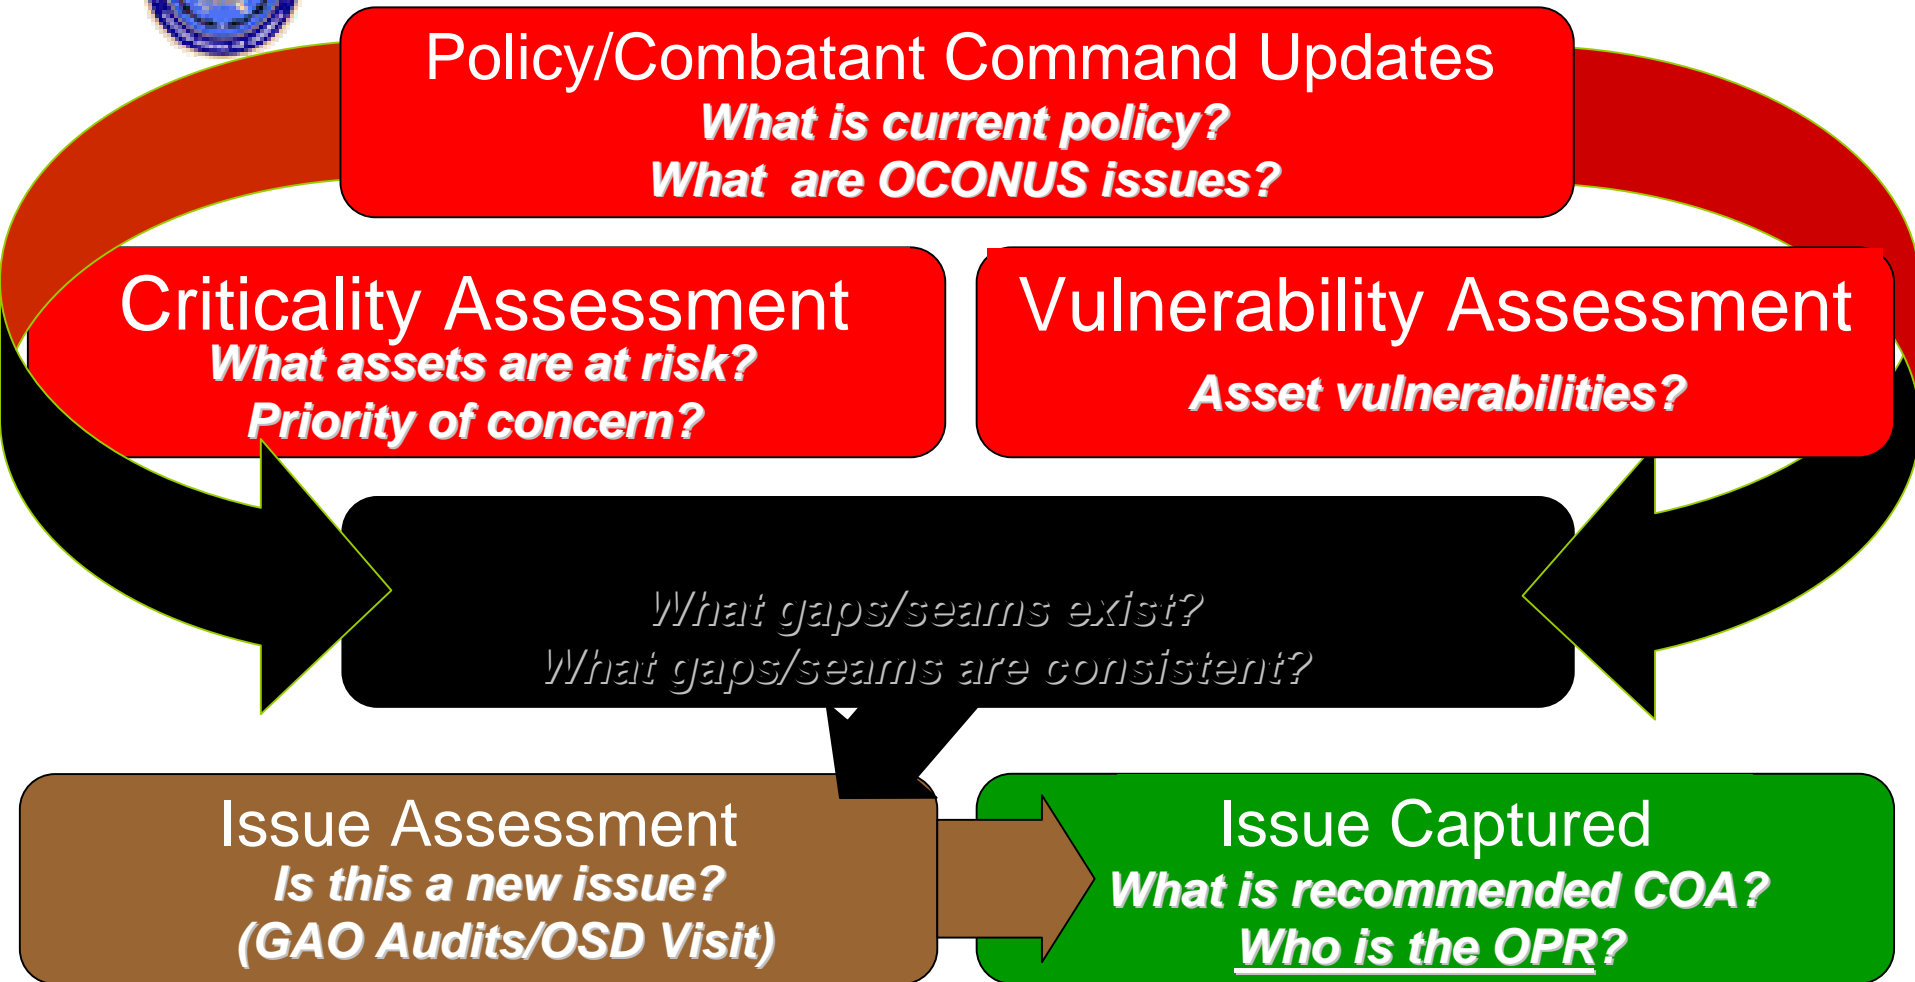 Policy/Combatant Command Updates
What is current policy?
What are OCONUS issues?
Criticality Assessment
What assets are at risk?
Priority of concern?
Vulnerability Assessment
Asset vulnerabilities?
What gaps/seams exist?
What gaps/seams are consistent?
Issue Assessment
Is this a new issue?
(GAO Audits/OSD Visit)
Issue Captured
What is recommended COA?
Who is the OPR?